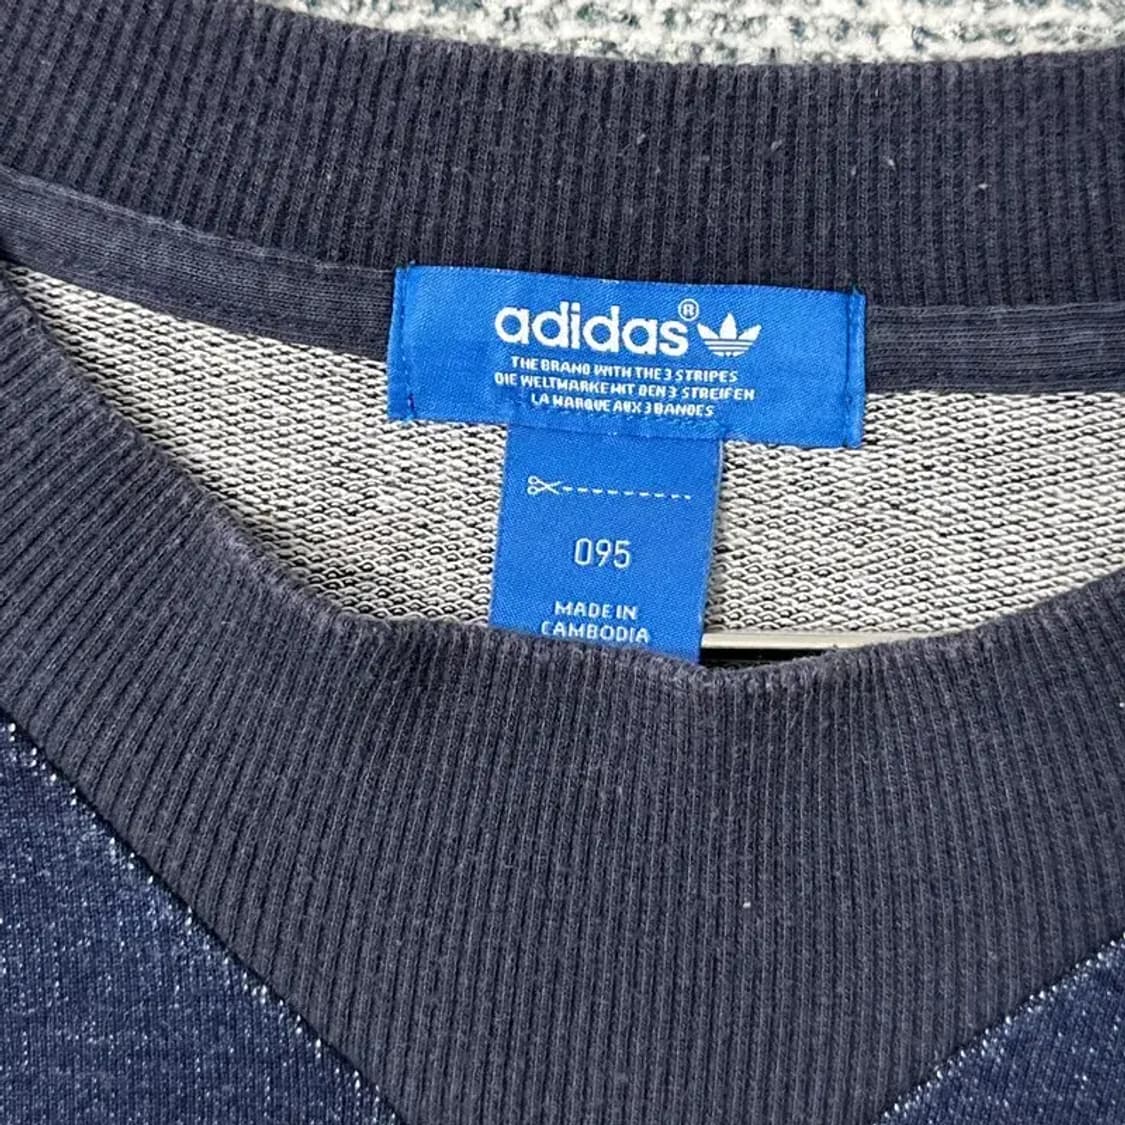 adidas®
THE BRAND WITH THE 3 STRIPES
DIE WELTMARKE MIT DEN 3 STREIFEN
LA MARQUE AUX 3 BANDES
095
MADE IN
CAMBODIA